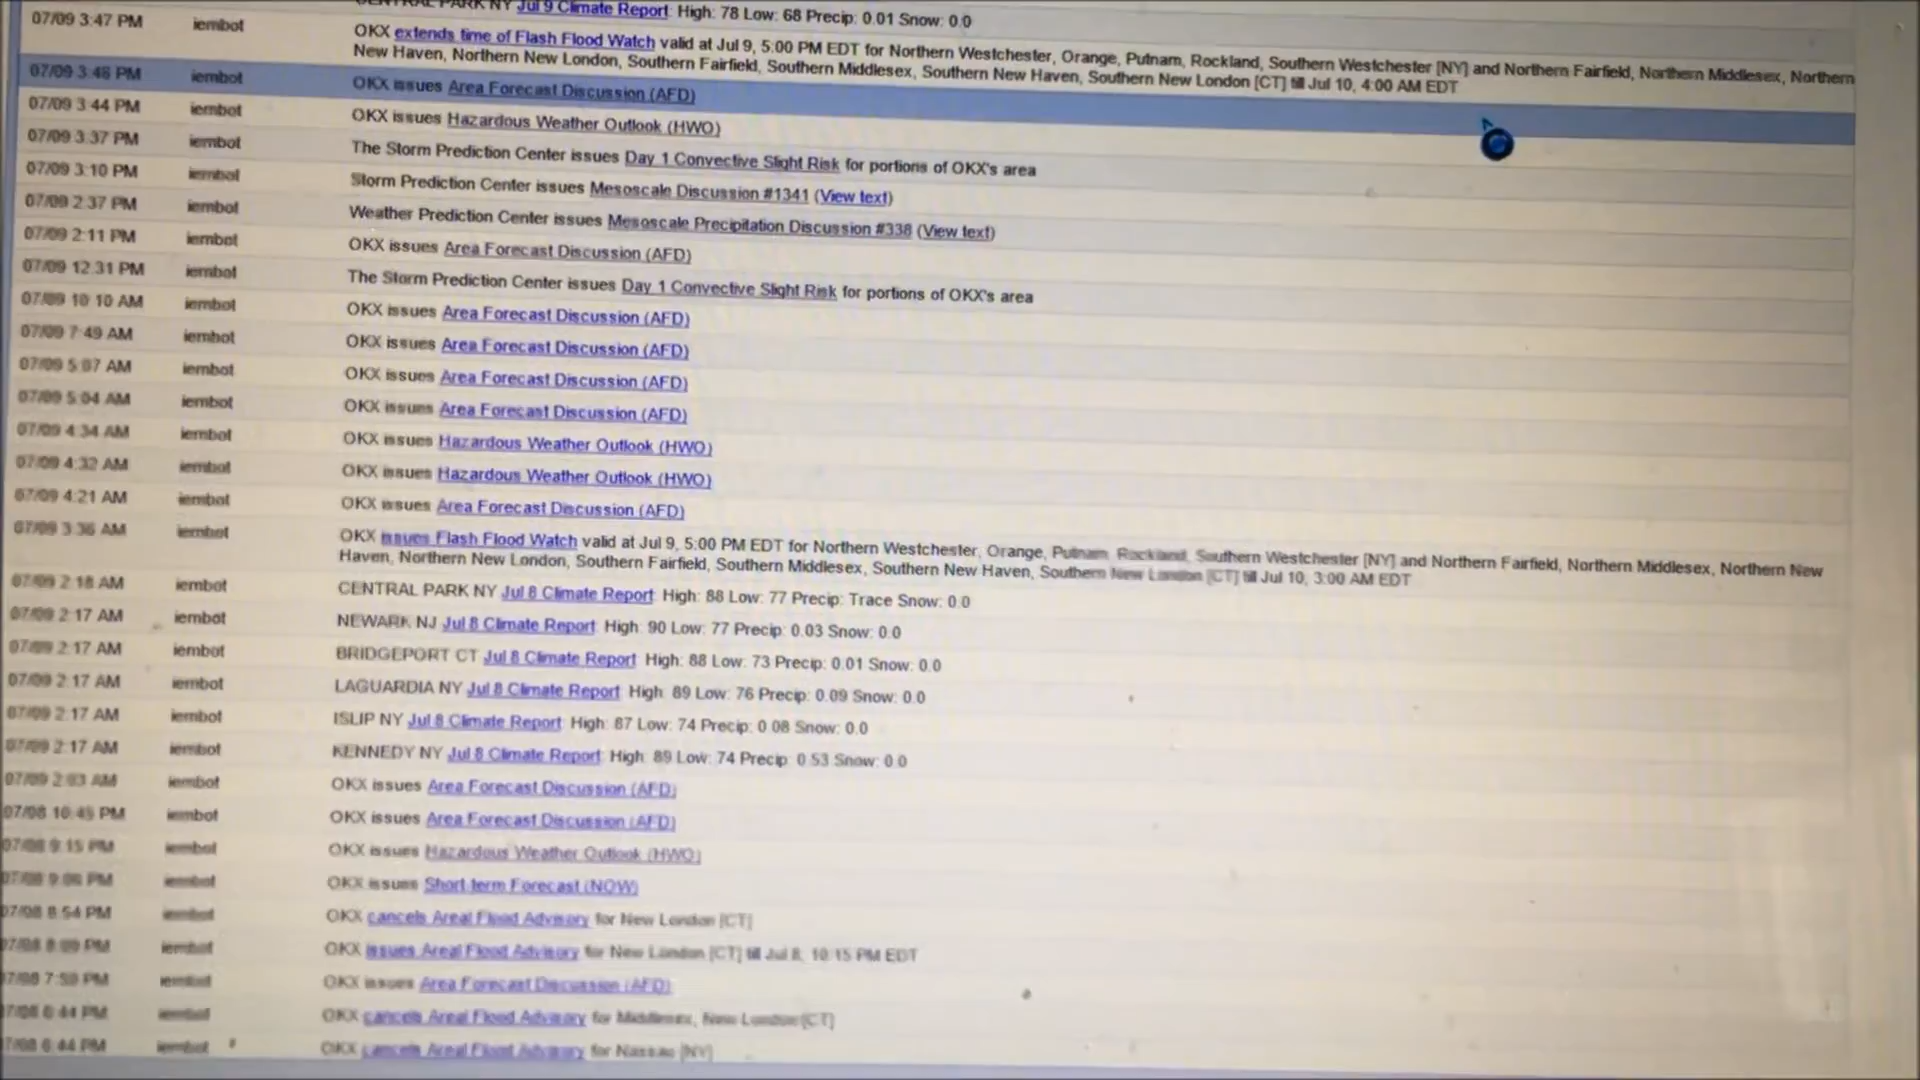 CENTRAL PARK NY Jul 9 Climate Report: High: 78 Low: 68 Precip: 0.01 Snow: 0.0
07/09 3:47 PM iembot OKX extends time of Flash Flood Watch valid at Jul 9, 5:00 PM EDT for Northern Westchester, Orange, Putnam, Rockland, Southern Westchester [NY] and Northern Fairfield, Northern Middlesex, Northern
New Haven, Northern New London, Southern Fairfield, Southern Middlesex, Southern New Haven, Southern New London [CT] till Jul 10, 4:00 AM EDT
07/09 3:46 PM iembot OKX issues Area Forecast Discussion (AFD)
07/09 3:44 PM iembot OKX issues Hazardous Weather Outlook (HWO)
07/09 3:37 PM iembot The Storm Prediction Center issues Day 1 Convective Slight Risk for portions of OKX's area
07/09 3:10 PM iembot Storm Prediction Center issues Mesoscale Discussion #1341 (View text)
07/09 2:37 PM iembot Weather Prediction Center issues Mesoscale Precipitation Discussion #338 (View text)
07/09 2:11 PM iembot OKX issues Area Forecast Discussion (AFD)
07/09 12:31 PM iembot The Storm Prediction Center issues Day 1 Convective Slight Risk for portions of OKX's area
07/09 10:10 AM iembot OKX issues Area Forecast Discussion (AFD)
07/09 7:49 AM iembot OKX issues Area Forecast Discussion (AFD)
07/09 5:07 AM iembot OKX issues Area Forecast Discussion (AFD)
07/09 5:04 AM iembot OKX issues Area Forecast Discussion (AFD)
07/09 4:34 AM iembot OKX issues Hazardous Weather Outlook (HWO)
07/09 4:32 AM iembot OKX issues Hazardous Weather Outlook (HWO)
07/09 4:21 AM iembot OKX issues Area Forecast Discussion (AFD)
07/09 3:36 AM iembot OKX issues Flash Flood Watch valid at Jul 9, 5:00 PM EDT for Northern Westchester, Orange, Putnam, Rockland, Southern Westchester [NY] and Northern Fairfield, Northern Middlesex, Northern New
Haven, Northern New London, Southern Fairfield, Southern Middlesex, Southern New Haven, Southern New London [CT] till Jul 10, 3:00 AM EDT
07/09 2:18 AM iembot CENTRAL PARK NY Jul 8 Climate Report: High: 88 Low: 77 Precip: Trace Snow: 0.0
07/09 2:17 AM iembot NEWARK NJ Jul 8 Climate Report: High: 90 Low: 77 Precip: 0.03 Snow: 0.0
07/09 2:17 AM iembot BRIDGEPORT CT Jul 8 Climate Report: High: 88 Low: 73 Precip: 0.01 Snow: 0.0
07/09 2:17 AM iembot LAGUARDIA NY Jul 8 Climate Report: High: 89 Low: 76 Precip: 0.09 Snow: 0.0
07/09 2:17 AM iembot ISLIP NY Jul 8 Climate Report: High: 87 Low: 74 Precip: 0.08 Snow: 0.0
07/09 2:17 AM iembot KENNEDY NY Jul 8 Climate Report: High: 89 Low: 74 Precip: 0.53 Snow: 0.0
07/09 2:03 AM iembot OKX issues Area Forecast Discussion (AFD)
07/08 10:45 PM iembot OKX issues Area Forecast Discussion (AFD)
07/08 9:15 PM iembot OKX issues Hazardous Weather Outlook (HWO)
07/08 PM iembot OKX issues Short-term Forecast (NOW)
07/08 8:54 PM iembot OKX cancels Areal Flood Advisory for New London [CT]
PM iembot OKX issues Areal Flood Advisory for New London [CT] till Jul 8, 10:15 PM EDT
PM iembot OKX issues Area Forecast Discussion (AFD)
6:44 PM iembot OKX cancels Areal Flood Advisory for Middlesex, New London [CT]
6:44 PM iembot OKX cancels Areal Flood Advisory for Nassau [NY]